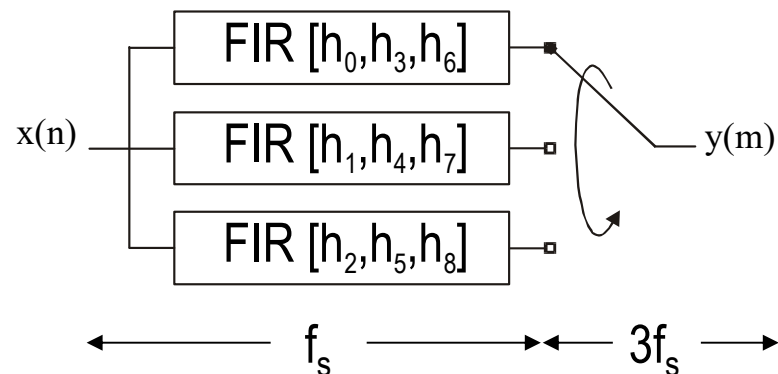 FIR [h₀,h₃,h₆]
x(n)
FIR [h₁,h₄,h₇]
y(m)
FIR [h₂,h₅,h₈]
fₛ
3fₛ